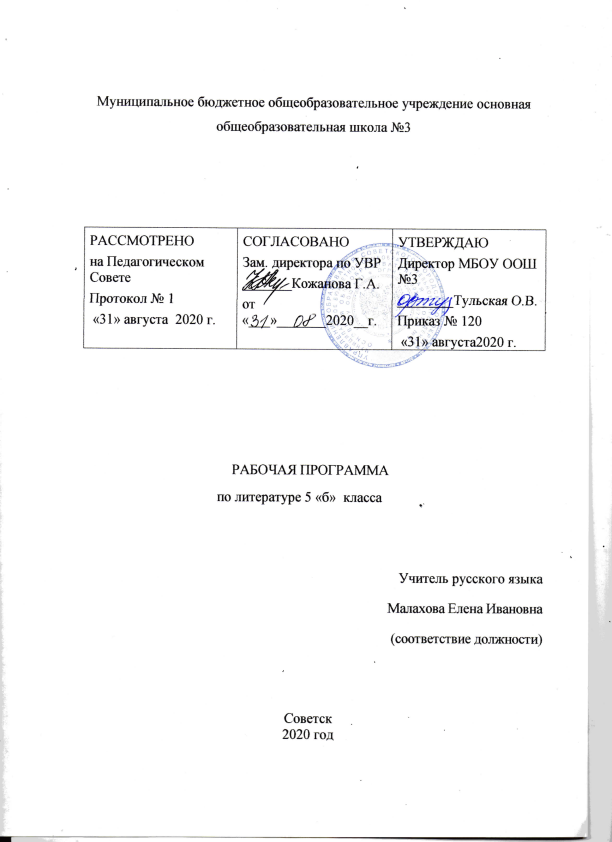 Муниципальное бюджетное общеобразовательное учреждение основная
общеобразовательная школа №3
РАССМОТРЕНО
на Педагогическом
Совете
Протокол № 1
«31» августа 2020 г.
СОГЛАСОВАНО
Зам. директора по УВР
Кожанова Г.А.
от
«31» 08 2020 г.
УТВЕРЖДАЮ
Директор МБОУ ООШ
№3
Тульская О.В.
Приказ № 120
«31» августа2020 г.
РАБОЧАЯ ПРОГРАММА
по литературе 5 «б» класса
Учитель русского языка
Малахова Елена Ивановна
(соответствие должности)
Советск
2020 год